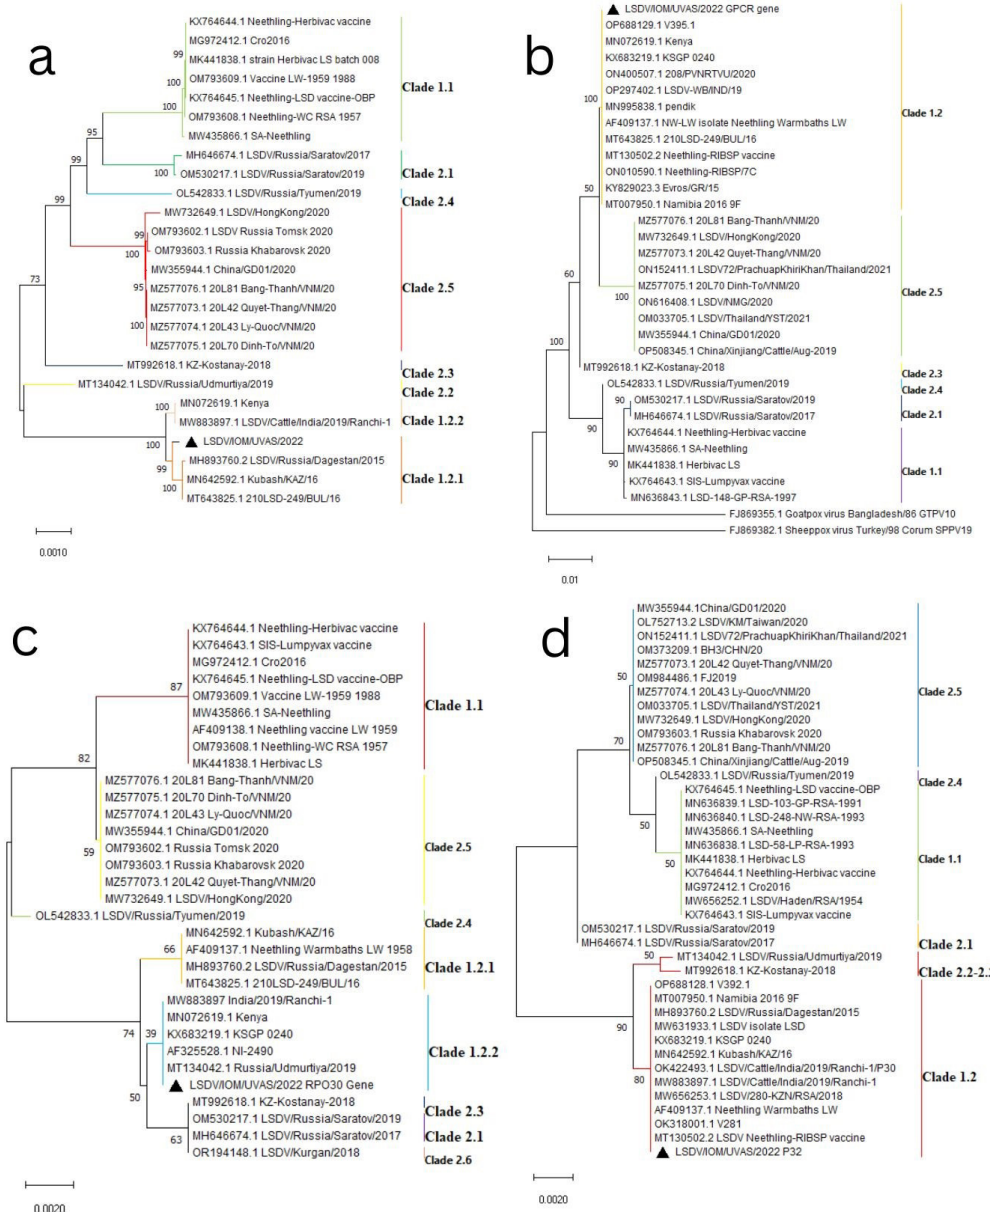 a
KX764644.1 Neethling-Herbivac vaccine
MG972412.1 Cro2016
99
MK441838.1 strain Herbivac LS batch 008
100
OM793609.1 Vaccine LW-1959 1988
Clade 1.1
KX764645.1 Neethling-LSD vaccine-OBP
100
OM793608.1 Neethling-WC RSA 1957
MW435866.1 SA-Neethling
95
MH646674.1 LSDV/Russia/Saratov/2017
Clade 2.1
99
100
OM530217.1 LSDV/Russia/Saratov/2019
OL542833.1 LSDV/Russia/Tyumen/2019
Clade 2.4
99
MW732649.1 LSDV/HongKong/2020
99
OM793602.1 LSDV Russia Tomsk 2020
100
OM793603.1 Russia Khabarovsk 2020
MW355944.1 China/GD01/2020
73
95
MZ577076.1 20L81 Bang-Thanh/VNM/20
Clade 2.5
MZ577073.1 20L42 Quyet-Thang/VNM/20
100
MZ577074.1 20L43 Ly-Quoc/VNM/20
MZ577075.1 20L70 Dinh-To/VNM/20
MT992618.1 KZ-Kostanay-2018
Clade 2.3
MT134042.1 LSDV/Russia/Udmurtiya/2019
Clade 2.2
100
MN072619.1 Kenya
MW883897.1 LSDV/Cattle/India/2019/Ranchi-1
Clade 1.2.2
100
LSDV/IOM/UVAS/2022
99
MH893760.2 LSDV/Russia/Dagestan/2015
MN642592.1 Kubash/KAZ/16
Clade 1.2.1
100
MT643825.1 210LSD-249/BUL/16
0.0010
b
LSDV/IOM/UVAS/2022 GPCR gene
OP688129.1 V395.1
MN072619.1 Kenya
KX683219.1 KSGP 0240
ON400507.1 208/PVNRTVU/2020
OP297402.1 LSDV-WB/IND/19
100
MN995838.1 pendik
Clade 1.2
AF409137.1 NW-LW isolate Neethling Warmbaths LW
MT643825.1 210LSD-249/BUL/16
MT130502.2 Neethling-RIBSP vaccine
ON010590.1 Neethling-RIBSP/7C
50
KY829023.3 Evros/GR/15
MT007950.1 Namibia 2016 9F
MZ577076.1 20L81 Bang-Thanh/VNM/20
MW732649.1 LSDV/HongKong/2020
MZ577073.1 20L42 Quyet-Thang/VNM/20
60
ON152411.1 LSDV72/PrachuapKhiriKhan/Thailand/2021
100
MZ577075.1 20L70 Dinh-To/VNM/20
Clade 2.5
ON616408.1 LSDV/NMG/2020
OM033705.1 LSDV/Thailand/YST/2021
MW355944.1 China/GD01/2020
100
OP508345.1 China/Xinjiang/Cattle/Aug-2019
MT992618.1 KZ-Kostanay-2018
Clade 2.3
OL542833.1 LSDV/Russia/Tyumen/2019
Clade 2.4
90
OM530217.1 LSDV/Russia/Saratov/2019
MH646674.1 LSDV/Russia/Saratov/2017
Clade 2.1
90
KX764644.1 Neethling-Herbivac vaccine
90
MW435866.1 SA-Neethling
MK441838.1 Herbivac LS
Clade 1.1
KX764643.1 SIS-Lumpyvax vaccine
MN636843.1 LSD-148-GP-RSA-1997
FJ869355.1 Goatpox virus Bangladesh/86 GTPV10
FJ869382.1 Sheeppox virus Turkey/98 Corum SPPV19
0.01
c
KX764644.1 Neethling-Herbivac vaccine
KX764643.1 SIS-Lumpyvax vaccine
MG972412.1 Cro2016
KX764645.1 Neethling-LSD vaccine-OBP
87
OM793609.1 Vaccine LW-1959 1988
Clade 1.1
MW435866.1 SA-Neethling
AF409138.1 Neethling vaccine LW 1959
OM793608.1 Neethling-WC RSA 1957
82
MK441838.1 Herbivac LS
MZ577076.1 20L81 Bang-Thanh/VNM/20
MZ577075.1 20L70 Dinh-To/VNM/20
MZ577074.1 20L43 Ly-Quoc/VNM/20
MW355944.1 China/GD01/2020
59
OM793602.1 Russia Tomsk 2020
Clade 2.5
OM793603.1 Russia Khabarovsk 2020
MZ577073.1 20L42 Quyet-Thang/VNM/20
MW732649.1 LSDV/HongKong/2020
OL542833.1 LSDV/Russia/Tyumen/2019
Clade 2.4
MN642592.1 Kubash/KAZ/16
66
AF409137.1 Neethling Warmbaths LW 1958
MH893760.2 LSDV/Russia/Dagestan/2015
Clade 1.2.1
MT643825.1 210LSD-249/BUL/16
MW883897 India/2019/Ranchi-1
MN072619.1 Kenya
74
39
KX683219.1 KSGP 0240
AF325528.1 NI-2490
Clade 1.2.2
MT134042.1 Russia/Udmurtiya/2019
LSDV/IOM/UVAS/2022 RPO30 Gene
50
MT992618.1 KZ-Kostanay-2018
Clade 2.3
OM530217.1 LSDV/Russia/Saratov/2019
63
MH646674.1 LSDV/Russia/Saratov/2017
Clade 2.1
OR194148.1 LSDV/Kurgan/2018
Clade 2.6
0.0020
d
MW355944.1China/GD01/2020
OL752713.2 LSDV/KM/Taiwan/2020
ON152411.1 LSDV72/PrachuapKhiriKhan/Thailand/2021
OM373209.1 BH3/CHN/20
MZ577073.1 20L42 Quyet-Thang/VNM/20
50
OM984486.1 FJ2019
Clade 2.5
MZ577074.1 20L43 Ly-Quoc/VNM/20
OM033705.1 LSDV/Thailand/YST/2021
MW732649.1 LSDV/HongKong/2020
OM793603.1 Russia Khabarovsk 2020
70
MZ577076.1 20L81 Bang-Thanh/VNM/20
OP508345.1 China/Xinjiang/Cattle/Aug-2019
OL542833.1 LSDV/Russia/Tyumen/2019
Clade 2.4
KX764645.1 Neethling-LSD vaccine-OBP
MN636839.1 LSD-103-GP-RSA-1991
MN636840.1 LSD-248-NW-RSA-1993
50
MW435866.1 SA-Neethling
MN636838.1 LSD-58-LP-RSA-1993
50
MK441838.1 Herbivac LS
Clade 1.1
KX764644.1 Neethling-Herbivac vaccine
MG972412.1 Cro2016
MW656252.1 LSDV/Haden/RSA/1954
KX764643.1 SIS-Lumpyvax vaccine
OM530217.1 LSDV/Russia/Saratov/2019
MH646674.1 LSDV/Russia/Saratov/2017
Clade 2.1
50
MT134042.1 LSDV/Russia/Udmurtiya/2019
MT992618.1 KZ-Kostanay-2018
OP688128.1 V392.1
MT007950.1 Namibia 2016 9F
90
MH893760.2 LSDV/Russia/Dagestan/2015
MW631933.1 LSDV isolate LSD
KX683219.1 KSGP 0240
MN642592.1 Kubash/KAZ/16
OK422493.1 LSDV/Cattle/India/2019/Ranchi-1/P30
Clade 1.2
80
MW883897.1 LSDV/Cattle/India/2019/Ranchi-1
MW656253.1 LSDV/280-KZN/RSA/2018
AF409137.1 Neethling Warmbaths LW
OK318001.1 V281
MT130502.2 LSDV Neethling-RIBSP vaccine
LSDV/IOM/UVAS/2022 P32
0.0020